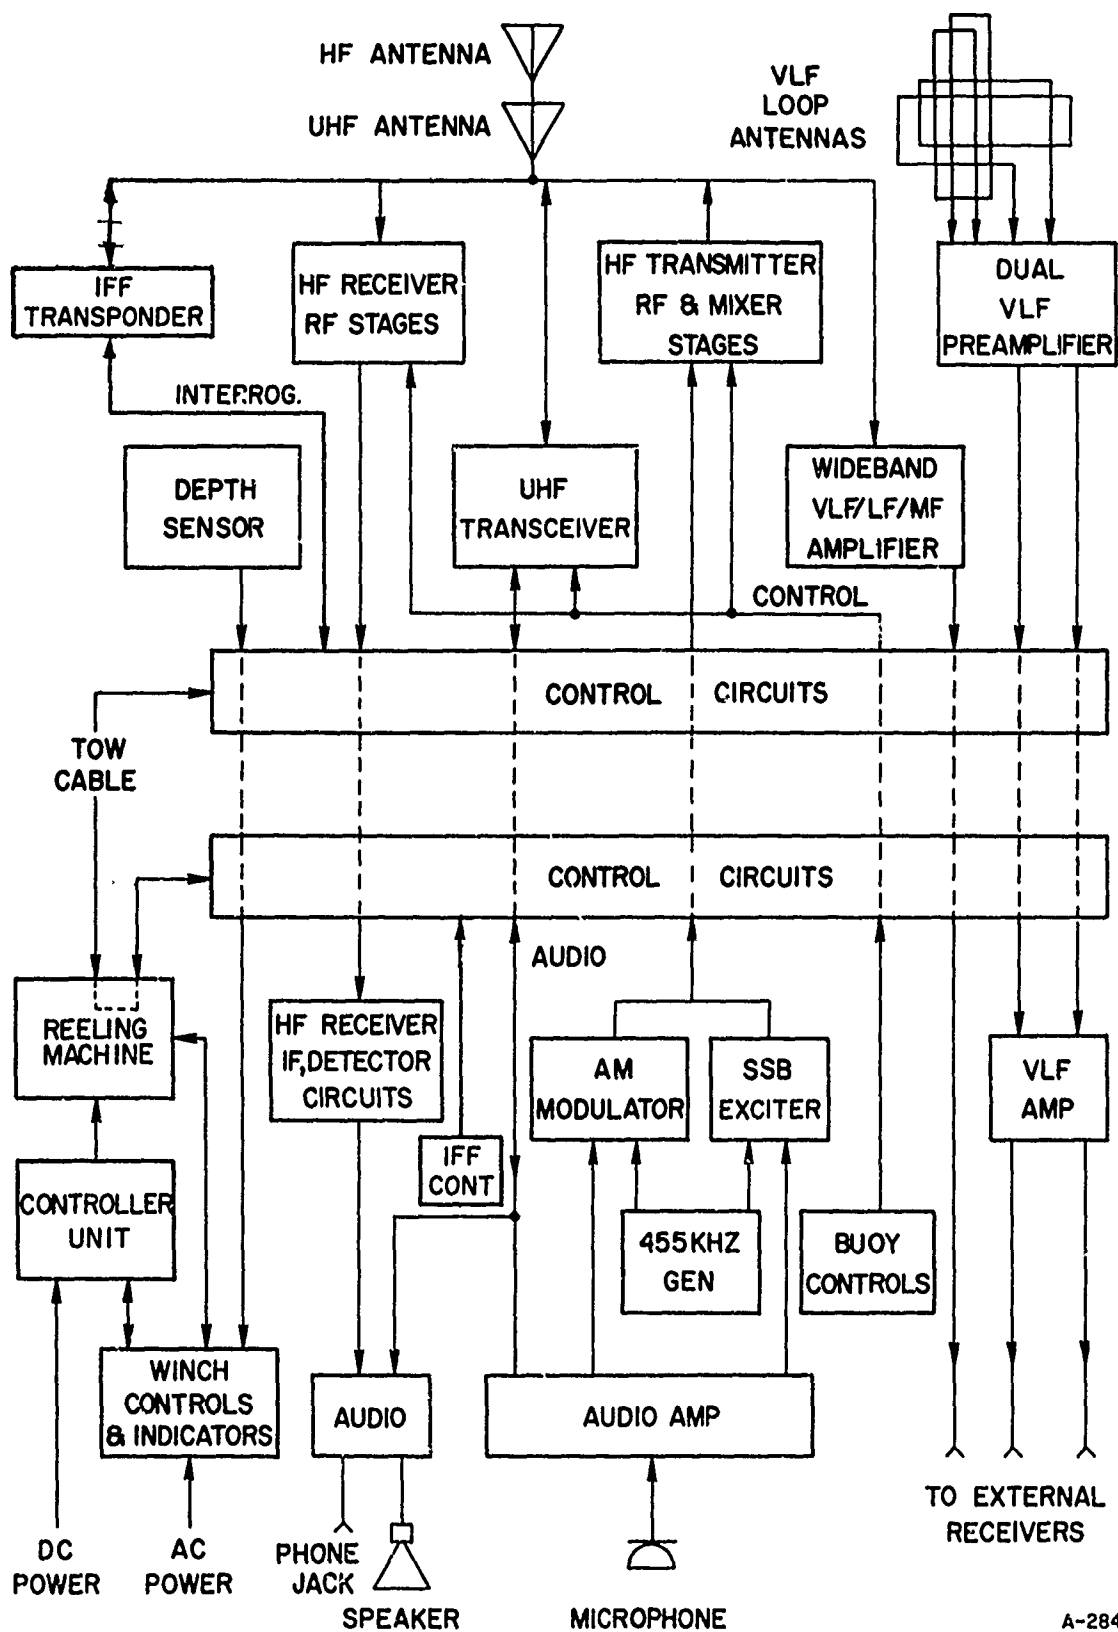 HF ANTENNA
UHF ANTENNA
VLF
LOOP
ANTENNAS
IFF
TRANSPONDER
HF RECEIVER
RF STAGES
HF TRANSMITTER
RF & MIXER
STAGES
DUAL
VLF
PREAMPLIFIER
INTERROG.
DEPTH
SENSOR
UHF
TRANSCEIVER
WIDEBAND
VLF/LF/MF
AMPLIFIER
CONTROL
CONTROL CIRCUITS
TOW
CABLE
CONTROL CIRCUITS
AUDIO
REELING
MACHINE
HF RECEIVER
IF, DETECTOR
CIRCUITS
AM
MODULATOR
SSB
EXCITER
VLF
AMP
IFF
CONT
CONTROLLER
UNIT
455KHZ
GEN
BUOY
CONTROLS
WINCH
CONTROLS
& INDICATORS
AUDIO
AUDIO AMP
TO EXTERNAL
RECEIVERS
DC
POWER
AC
POWER
PHONE
JACK
SPEAKER
MICROPHONE
A-284